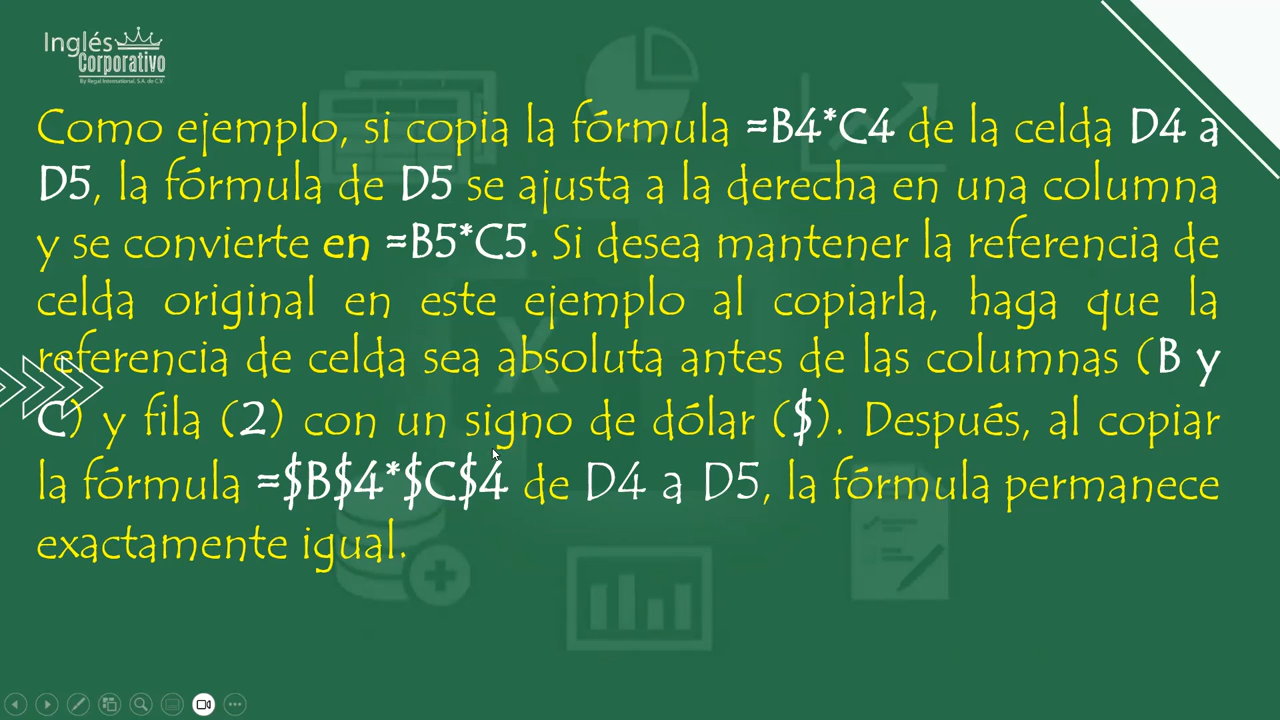 Inglés
Corporativo
By Regal International, S.A. de C.V.
Como ejemplo, si copia la fórmula =B4*C4 de la celda D4 a
D5, la fórmula de D5 se ajusta a la derecha en una columna
y se convierte en =B5*C5. Si desea mantener la referencia de
celda original en este ejemplo al copiarla, haga que la
referencia de celda sea absoluta antes de las columnas (B y
C) y fila (2) con un signo de dólar ($). Después, al copiar
la fórmula =$B$4*$C$4 de D4 a D5, la fórmula permanece
exactamente igual.